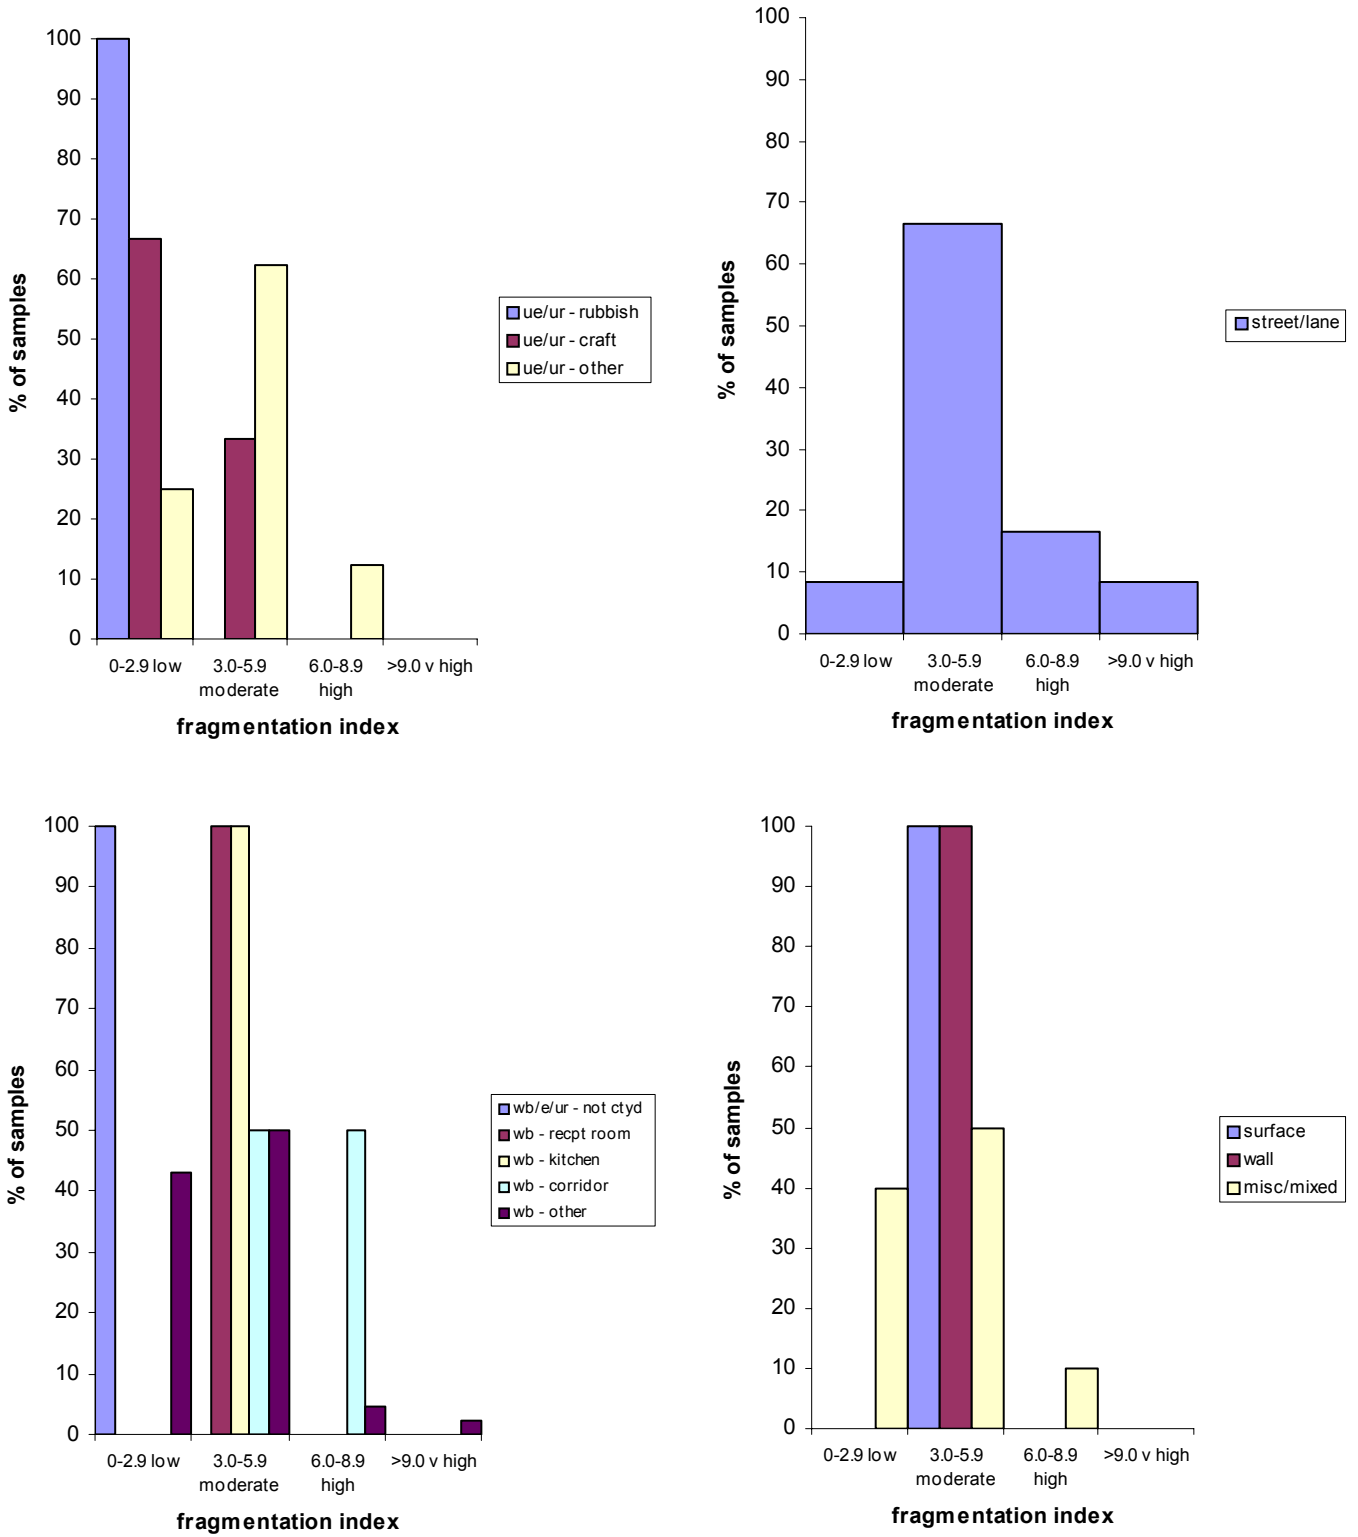 100
90
80
70
60
50
40
30
20
10
0
% of samples
0-2.9 low
3.0-5.9
moderate
6.0-8.9
high
>9.0 v high
fragmentation index
ue/ur - rubbish
ue/ur - craft
ue/ur - other
100
90
80
70
60
50
40
30
20
10
0
% of samples
0-2.9 low
3.0-5.9
moderate
6.0-8.9
high
>9.0 v high
fragmentation index
street/lane
100
90
80
70
60
50
40
30
20
10
0
% of samples
0-2.9 low
3.0-5.9
moderate
6.0-8.9
high
>9.0 v high
fragmentation index
wb/e/ur - not ctyd
wb - recpt room
wb - kitchen
wb - corridor
wb - other
100
90
80
70
60
50
40
30
20
10
0
% of samples
0-2.9 low
3.0-5.9
moderate
6.0-8.9
high
>9.0 v high
fragmentation index
surface
wall
misc/mixed